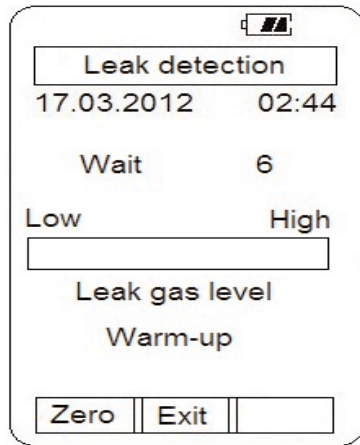 Leak detection
17.03.2012 02:44
Wait 6
Low High
Leak gas level
Warm-up
Zero Exit